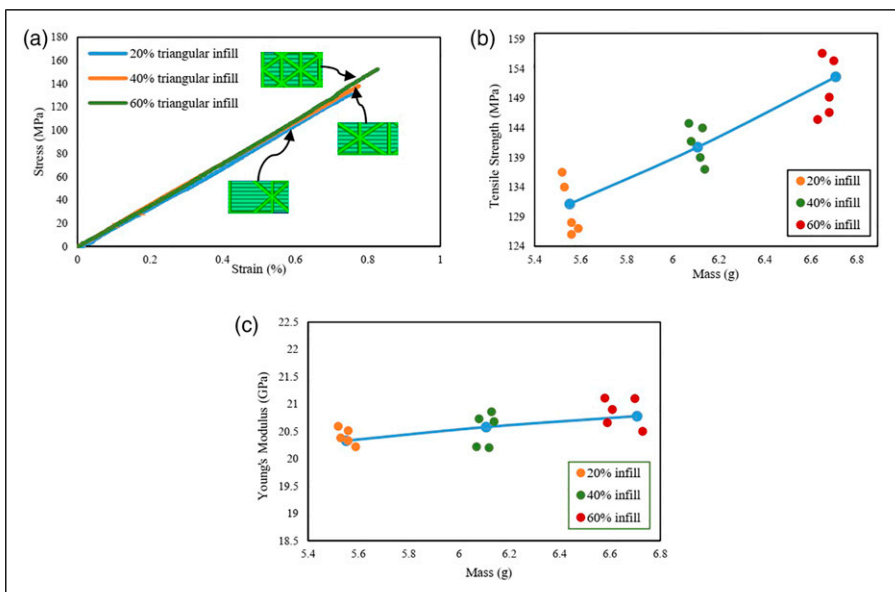 (a)
180
160
140
120
100
80
60
40
20
0
Stress (MPa)
20% triangular infill
40% triangular infill
60% triangular infill
0
0.2
0.4
0.6
0.8
1
Strain (%)
(b)
159
154
149
144
139
134
129
124
Tensile Strength (MPa)
20% infill
40% infill
60% infill
5.4
5.6
5.8
6
6.2
6.4
6.6
6.8
Mass (g)
(c)
22.5
22
21.5
21
20.5
20
19.5
19
18.5
Young's Modulus (GPa)
20% infill
40% infill
60% infill
5.4
5.6
5.8
6
6.2
6.4
6.6
6.8
Mass (g)